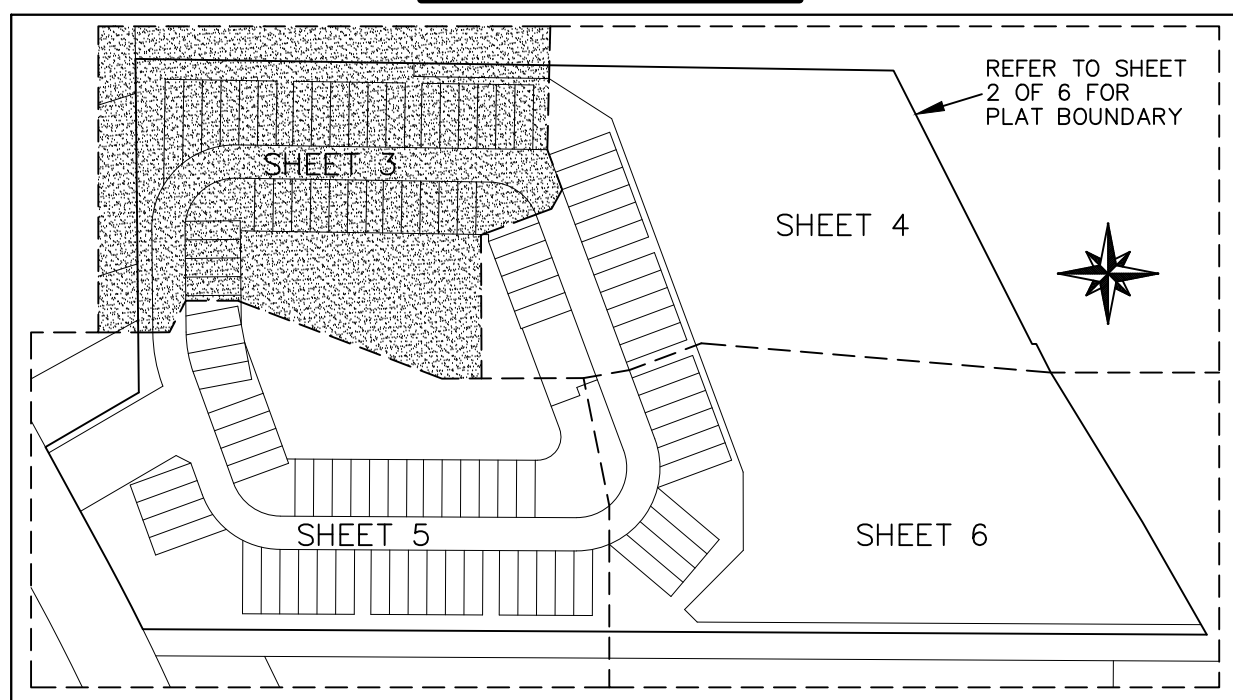 REFER TO SHEET
2 OF 6 FOR
PLAT BOUNDARY
SHEET 3
SHEET 4
SHEET 5
SHEET 6